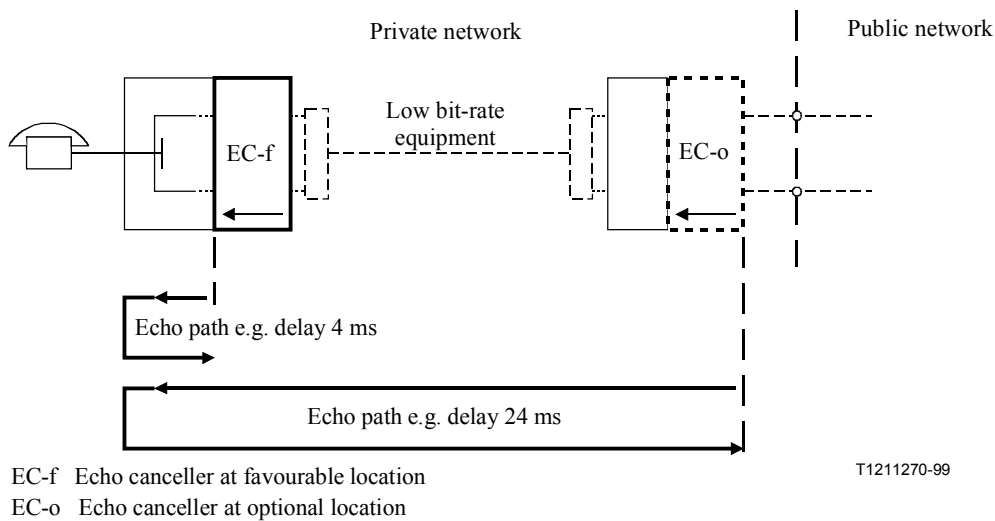 Private network
Public network
Low bit-rate
equipment
EC-f
EC-o
Echo path e.g. delay 4 ms
Echo path e.g. delay 24 ms
EC-f Echo canceller at favourable location
T1211270-99
EC-o Echo canceller at optional location